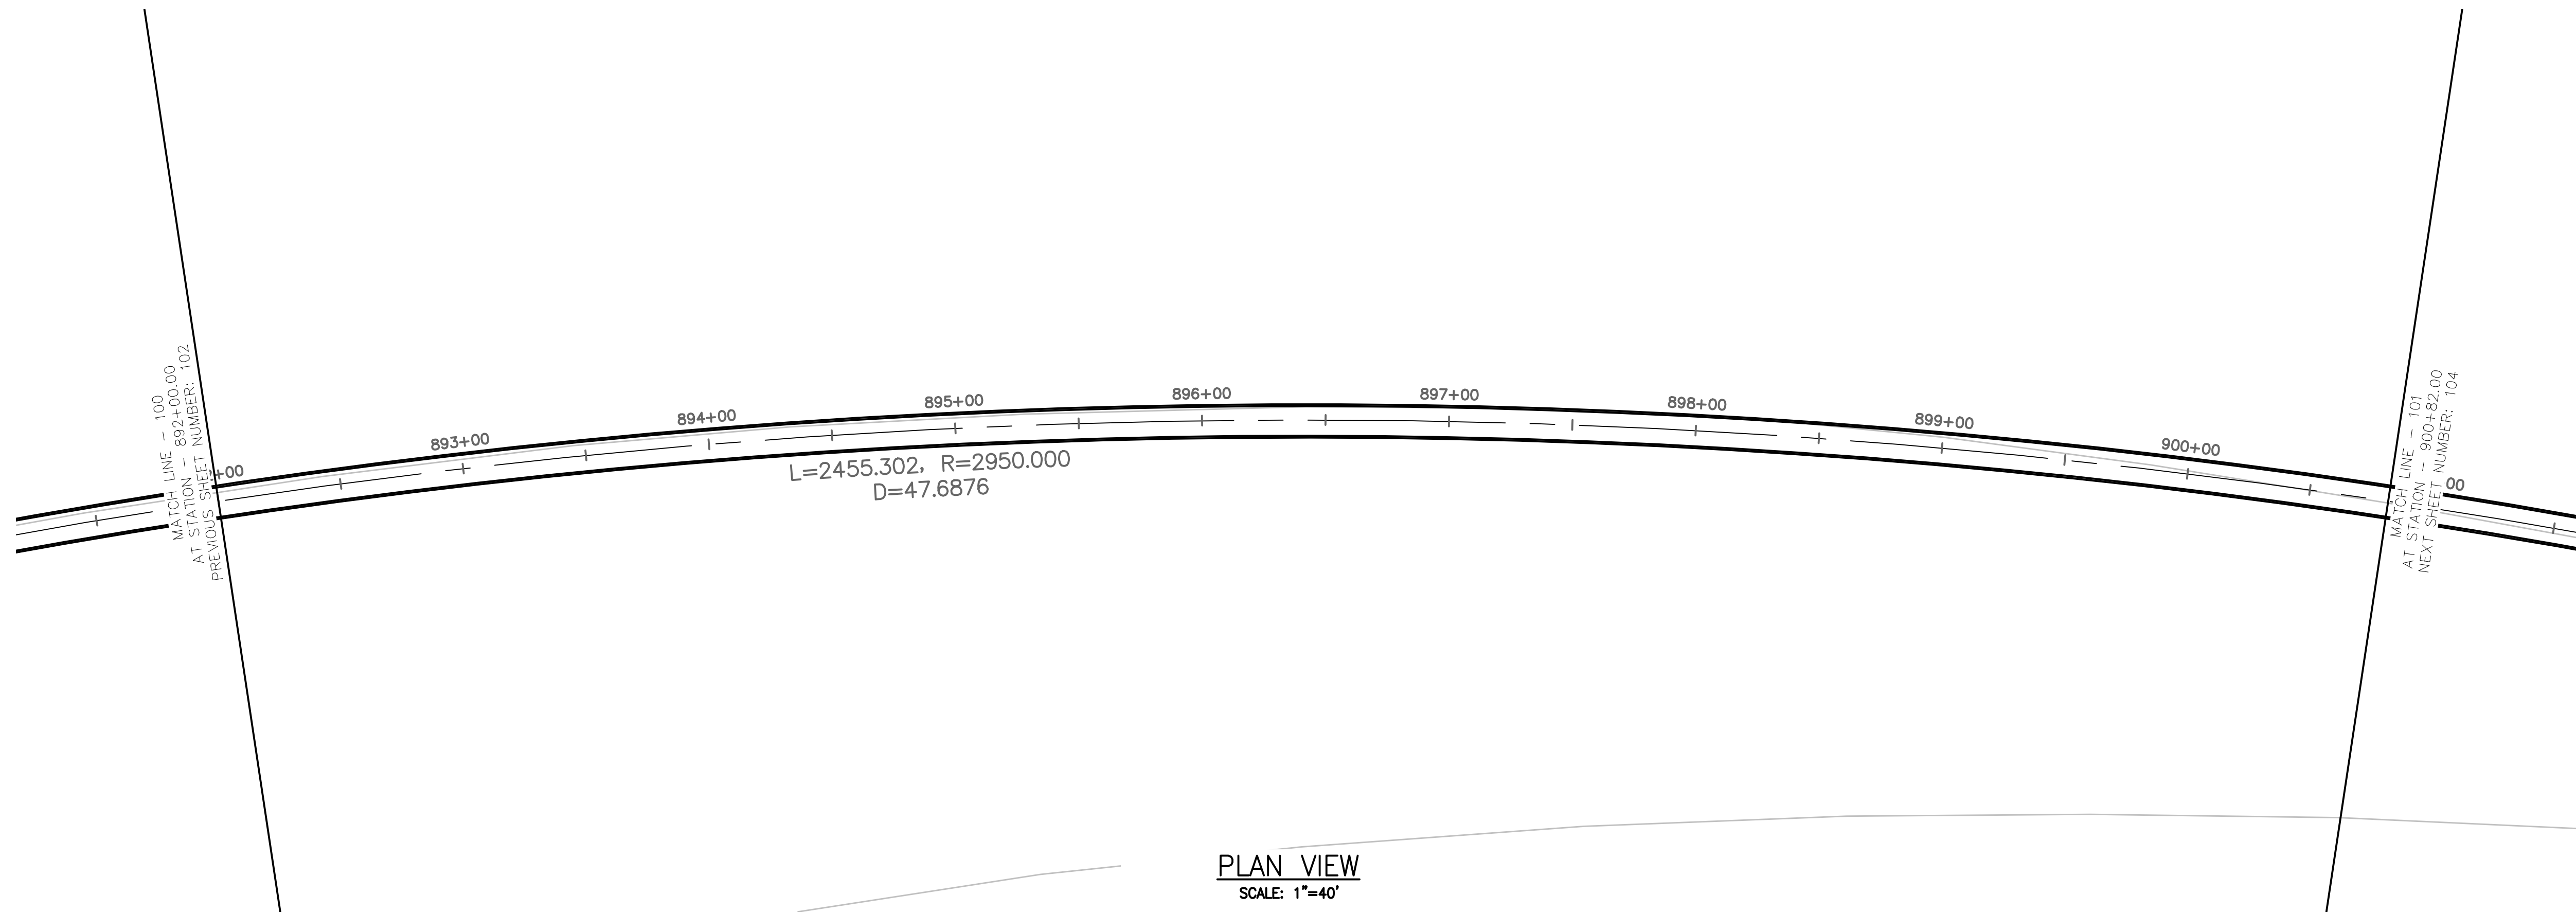 MATCH LINE - 100
AT STATION - 892+00.00
PREVIOUS SHEET NUMBER: 102
+00
893+00
894+00
895+00
896+00
897+00
898+00
899+00
900+00
00
L=2455.302, R=2950.000
D=47.6876
MATCH LINE - 101
AT STATION - 900+82.00
NEXT SHEET NUMBER: 104
PLAN VIEW
SCALE: 1"=40'